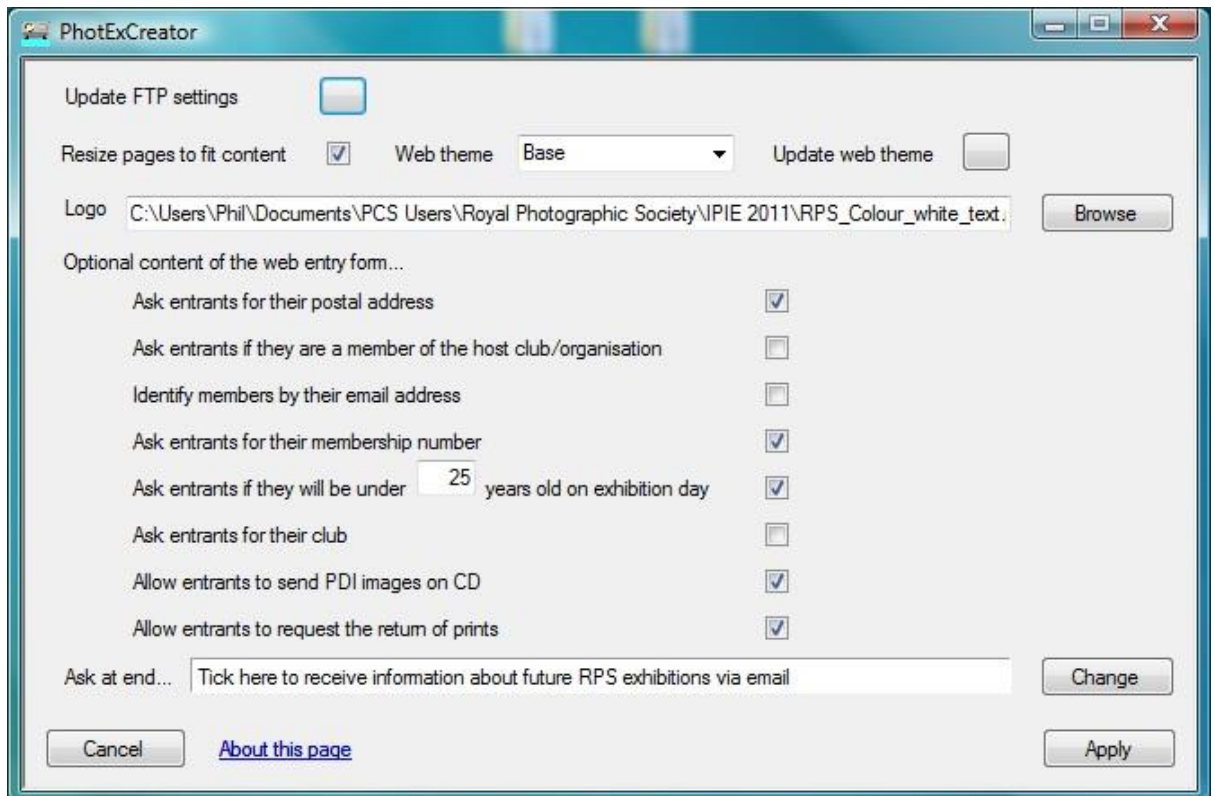 PhotExCreator
Update FTP settings
Resize pages to fit content Web theme Base Update web theme
Logo C:\Users\Phil\Documents\PCS Users\Royal Photographic Society\IPIE 2011\RPS_Colour_white_text. Browse
Optional content of the web entry form...
Ask entrants for their postal address
Ask entrants if they are a member of the host club/organisation
Identify members by their email address
Ask entrants for their membership number
Ask entrants if they will be under 25 years old on exhibition day
Ask entrants for their club
Allow entrants to send PDI images on CD
Allow entrants to request the return of prints
Ask at end... Tick here to receive information about future RPS exhibitions via email Change
Cancel About this page Apply